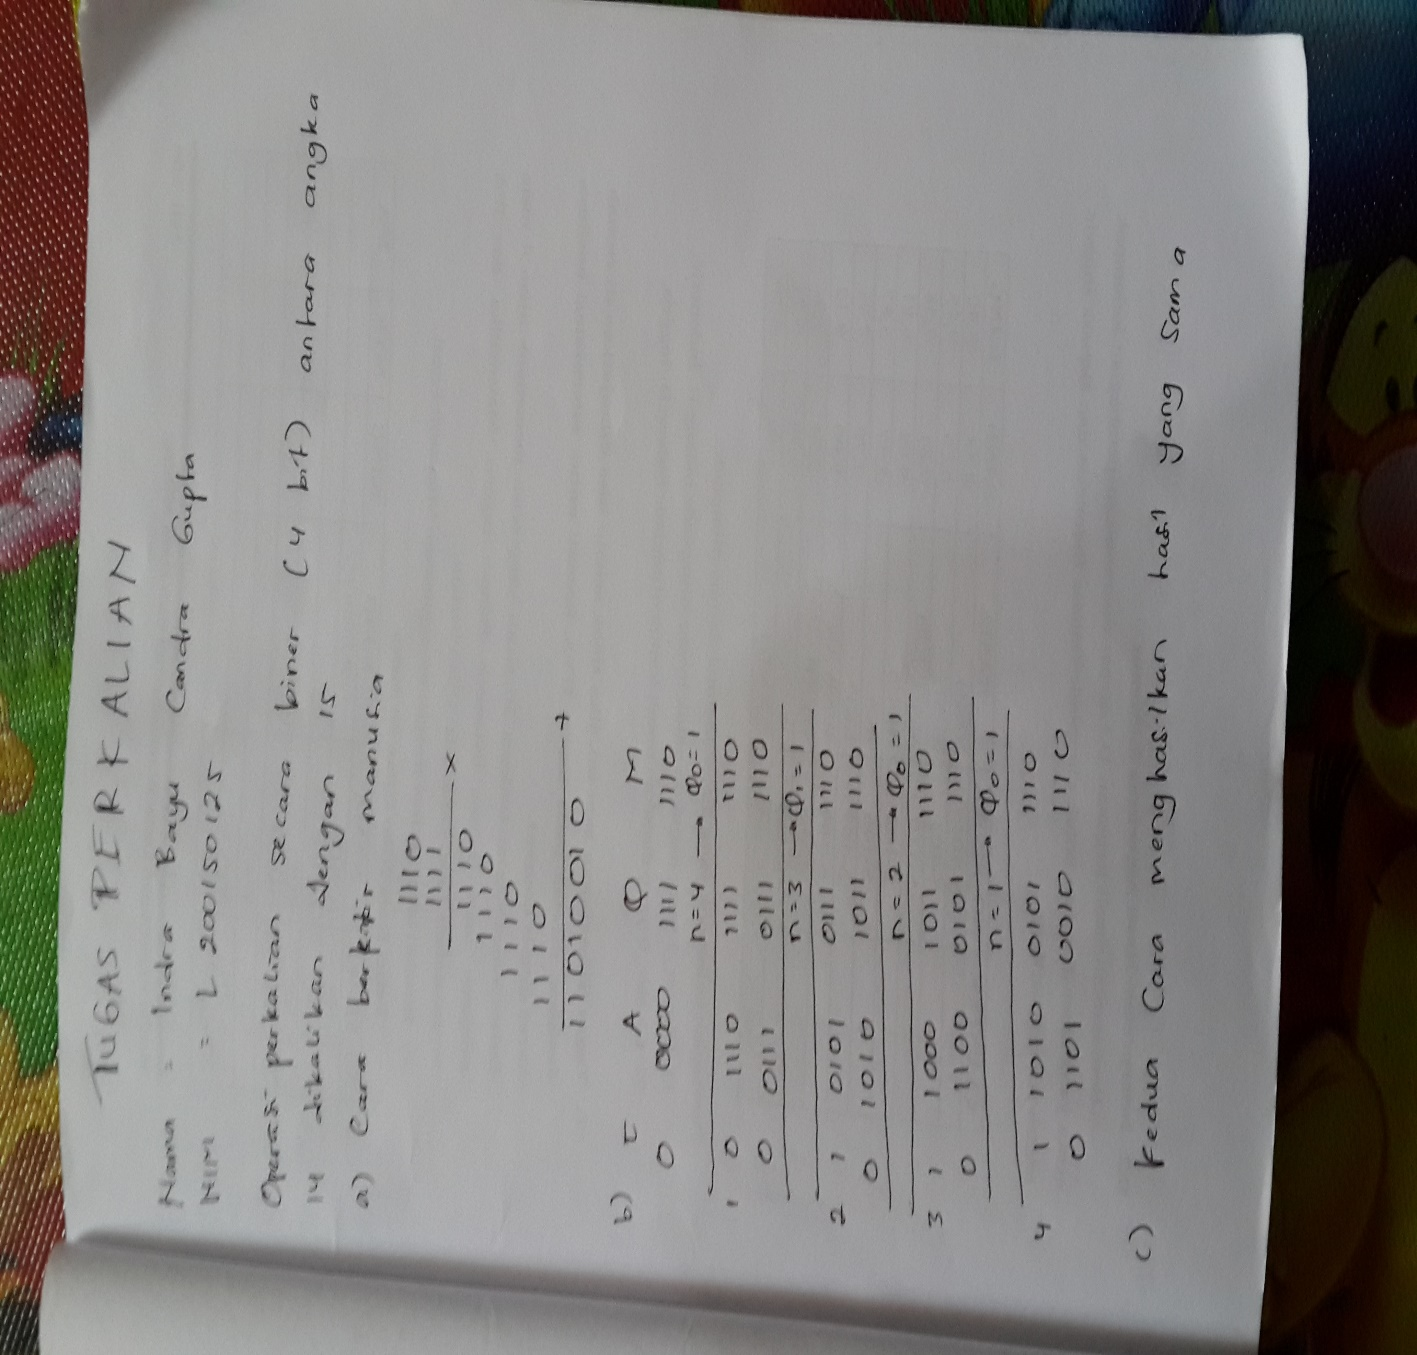 TUGAS PERKALIAN
Nama = Indra Bayu Candra Gupta
NIM = L 200150125
Operasi perkalian secara biner (4 bit) antara angka
14 dikalikan dengan 15
a) Cara berfikir manusia
1110
1111
x
1110
1110
1110
1110
+
11010010
b) C A Q M
0 0000 1111 1110
n=4 → Q0=1
1 0 1110 1111 1110
0 0111 0111 1110
n=3 → Q0=1
2 1 0101 0111 1110
0 1010 1011 1110
n=2 → Q0=1
3 1 1000 1011 1110
0 1100 0101 1110
n=1 → Q0=1
4 1 1010 0101 1110
0 1101 0010 1110
c) Kedua Cara menghasilkan hasil yang sama